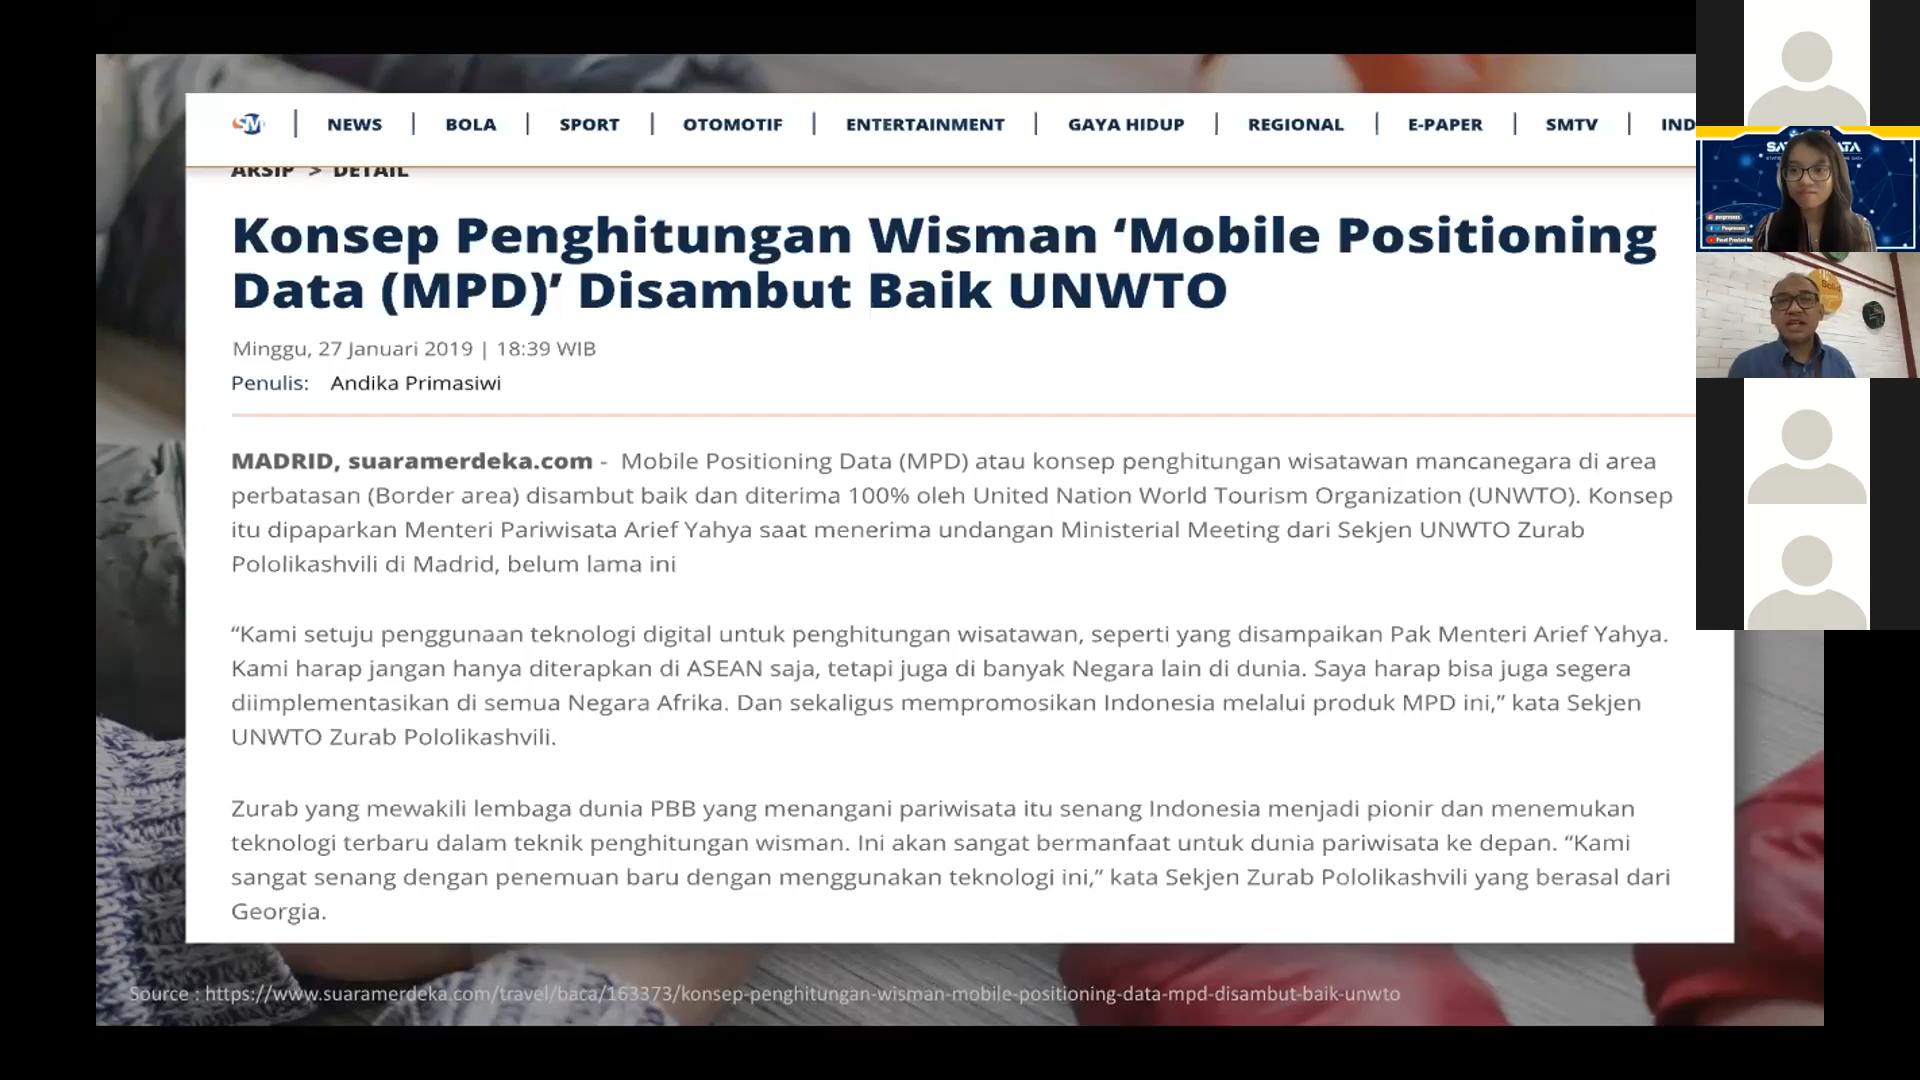 SM | NEWS | BOLA | SPORT | OTOMOTIF | ENTERTAINMENT | GAYA HIDUP | REGIONAL | E-PAPER | SMTV | IND
ARSIP > DETAIL
Konsep Penghitungan Wisman ‘Mobile Positioning
Data (MPD)’ Disambut Baik UNWTO
Minggu, 27 Januari 2019 | 18:39 WIB
Penulis: Andika Primasiwi
MADRID, suaramerdeka.com - Mobile Positioning Data (MPD) atau konsep penghitungan wisatawan mancanegara di area
perbatasan (Border area) disambut baik dan diterima 100% oleh United Nation World Tourism Organization (UNWTO). Konsep
itu dipaparkan Menteri Pariwisata Arief Yahya saat menerima undangan Ministerial Meeting dari Sekjen UNWTO Zurab
Pololikashvili di Madrid, belum lama ini
“Kami setuju penggunaan teknologi digital untuk penghitungan wisatawan, seperti yang disampaikan Pak Menteri Arief Yahya.
Kami harap jangan hanya diterapkan di ASEAN saja, tetapi juga di banyak Negara lain di dunia. Saya harap bisa juga segera
diimplementasikan di semua Negara Afrika. Dan sekaligus mempromosikan Indonesia melalui produk MPD ini,” kata Sekjen
UNWTO Zurab Pololikashvili.
Zurab yang mewakili lembaga dunia PBB yang menangani pariwisata itu senang Indonesia menjadi pionir dan menemukan
teknologi terbaru dalam teknik penghitungan wisman. Ini akan sangat bermanfaat untuk dunia pariwisata ke depan. “Kami
sangat senang dengan penemuan baru dengan menggunakan teknologi ini,” kata Sekjen Zurab Pololikashvili yang berasal dari
Georgia.
Source : https://www.suaramerdeka.com/travel/baca/163373/konsep-penghitungan-wisman-mobile-positioning-data-mpd-disambut-baik-unwto